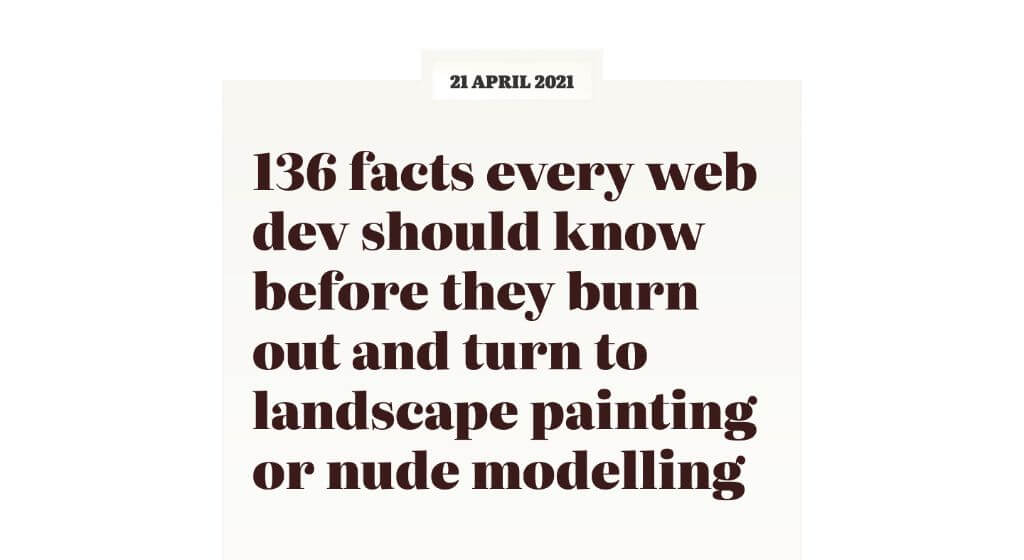 21 APRIL 2021
136 facts every web
dev should know
before they burn
out and turn to
landscape painting
or nude modelling